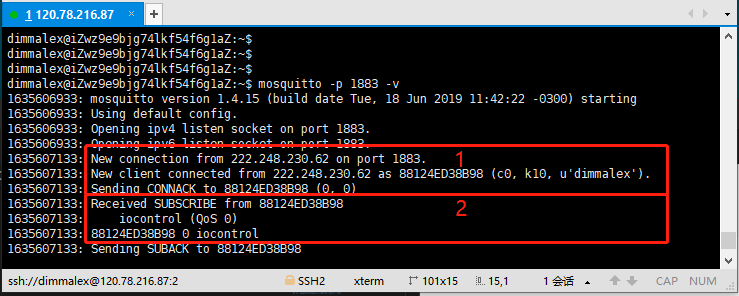 1 120.78.216.87 × +
dimmalex@iZwz9e9bjg74lkf54f6g1aZ:~$
dimmalex@iZwz9e9bjg74lkf54f6g1aZ:~$
dimmalex@iZwz9e9bjg74lkf54f6g1aZ:~$
dimmalex@iZwz9e9bjg74lkf54f6g1aZ:~$ mosquitto -p 1883 -v
1635606933: mosquitto version 1.4.15 (build date Tue, 18 Jun 2019 11:42:22 -0300) starting
1635606933: Using default config.
1635606933: Opening ipv4 listen socket on port 1883.
1635606933: Opening ipv6 listen socket on port 1883.
1635607133: New connection from 222.248.230.62 on port 1883.
1
1635607133: New client connected from 222.248.230.62 as 88124ED38B98 (c0, k10, u'dimmalex').
1635607133: Sending CONNACK to 88124ED38B98 (0, 0)
1635607133: Received SUBSCRIBE from 88124ED38B98
2
1635607133: iocontrol (QoS 0)
1635607133: 88124ED38B98 0 iocontrol
1635607133: Sending SUBACK to 88124ED38B98
ssh://dimmalex@120.78.216.87:2 SSH2 xterm 101x15 15,1 1 会话 CAP NUM